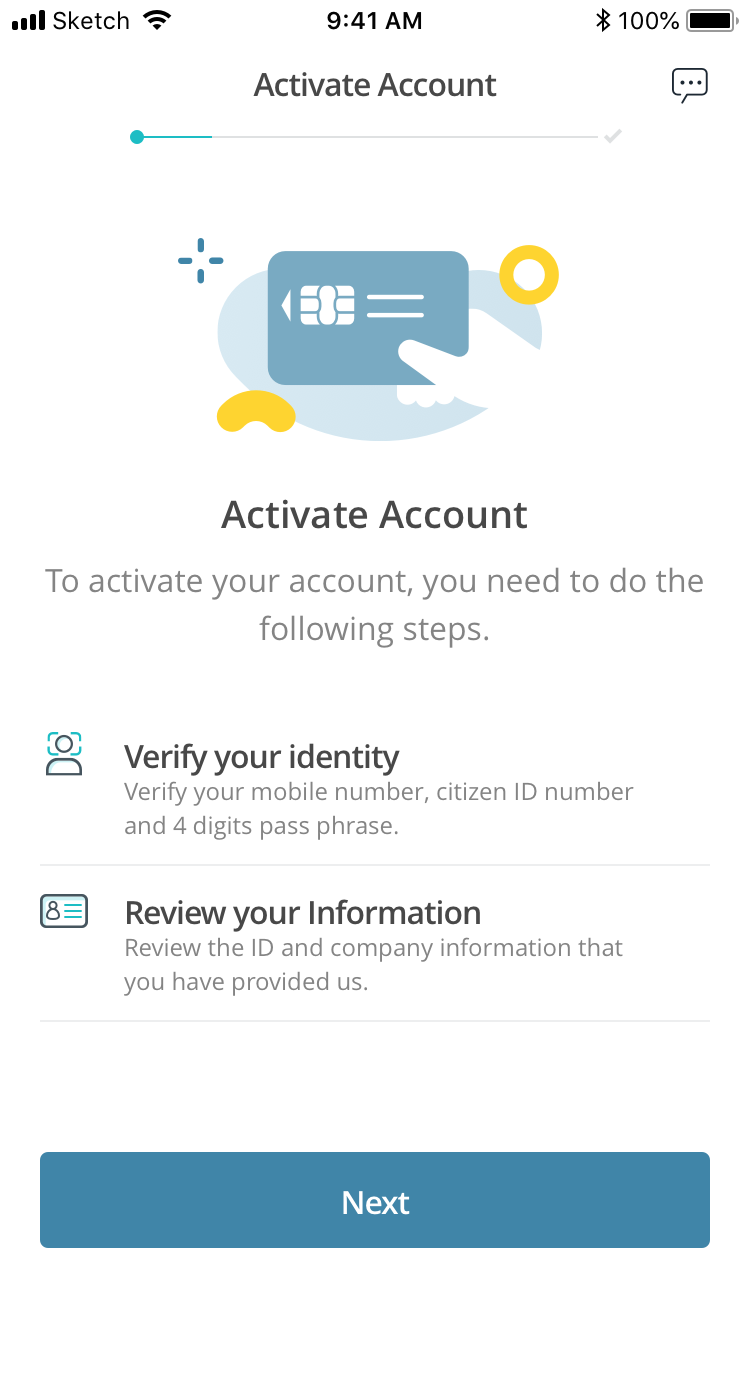 Sketch 9:41 AM 100%
Activate Account
Activate Account
To activate your account, you need to do the
following steps.
Verify your identity
Verify your mobile number, citizen ID number
and 4 digits pass phrase.
Review your Information
Review the ID and company information that
you have provided us.
Next